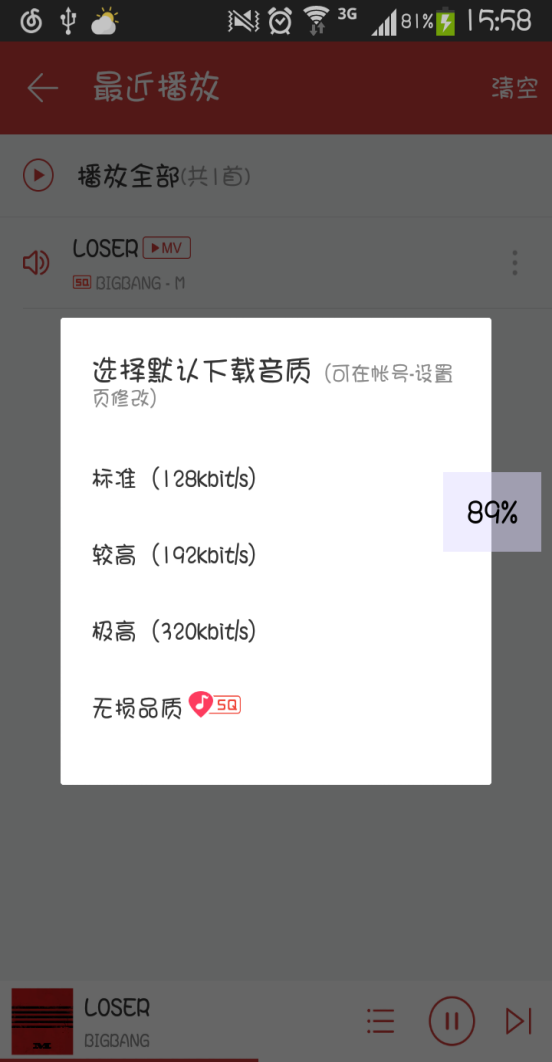 3G 81% 15:58
最近播放 清空
播放全部(共1首)
LOSER MV
SQ BIGBANG - M
选择默认下载音质 (可在帐号-设置
页修改)
标准 (128kbit/s)
89%
较高 (192kbit/s)
极高 (320kbit/s)
无损品质 SQ
LOSER
BIGBANG